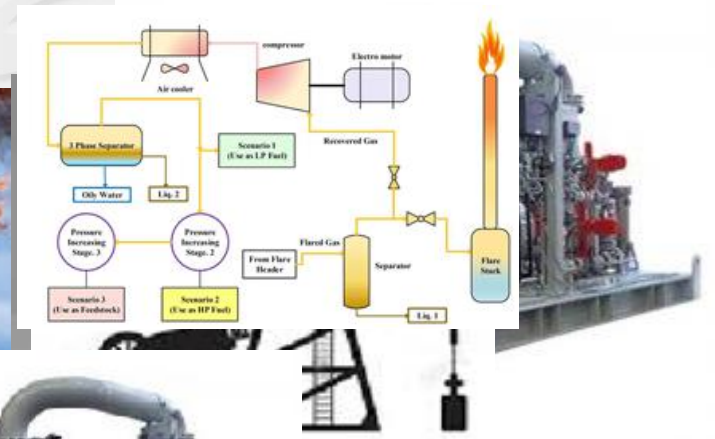 compressor
Electro motor
Air cooler
3 Phase Separator
Scenario 1
(Use as LP Fuel)
Recovered Gas
Oily Water
Liq. 2
Pressure
Increasing
Stage. 3
Pressure
Increasing
Stage. 2
Flared Gas
From Flare
Header
Separator
Flare
Stack
Scenario 3
(Use as Feedstock)
Scenario 2
(Use as HP Fuel)
Liq. 1